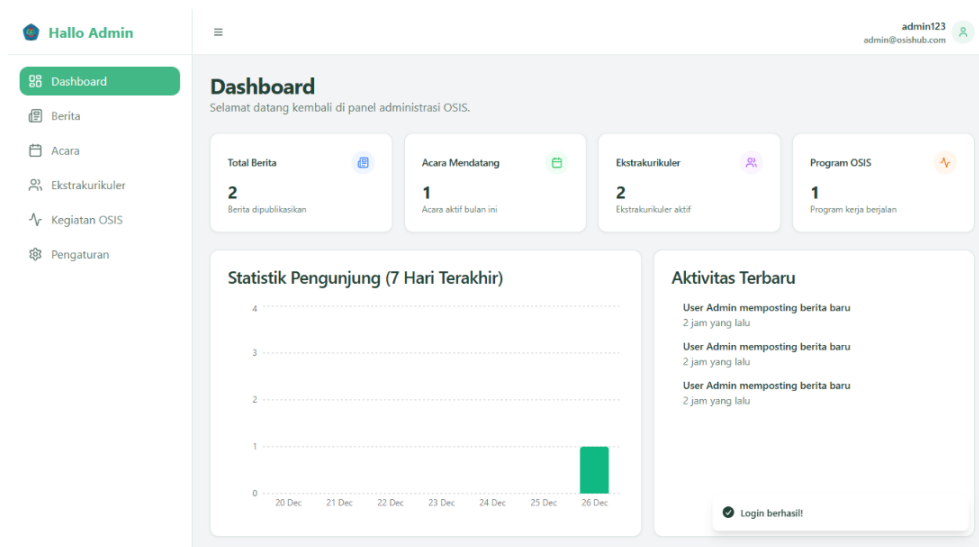 Hallo Admin
admin123
admin@osishub.com
Dashboard
Berita
Acara
Ekstrakurikuler
Kegiatan OSIS
Pengaturan
Dashboard
Selamat datang kembali di panel administrasi OSIS.
Total Berita
2
Berita dipublikasikan
Acara Mendatang
1
Acara aktif bulan ini
Ekstrakurikuler
2
Ekstrakurikuler aktif
Program OSIS
1
Program kerja berjalan
Statistik Pengunjung (7 Hari Terakhir)
4
3
2
1
0
20 Dec 21 Dec 22 Dec 23 Dec 24 Dec 25 Dec 26 Dec
Aktivitas Terbaru
User Admin memposting berita baru
2 jam yang lalu
User Admin memposting berita baru
2 jam yang lalu
User Admin memposting berita baru
2 jam yang lalu
Login berhasil!